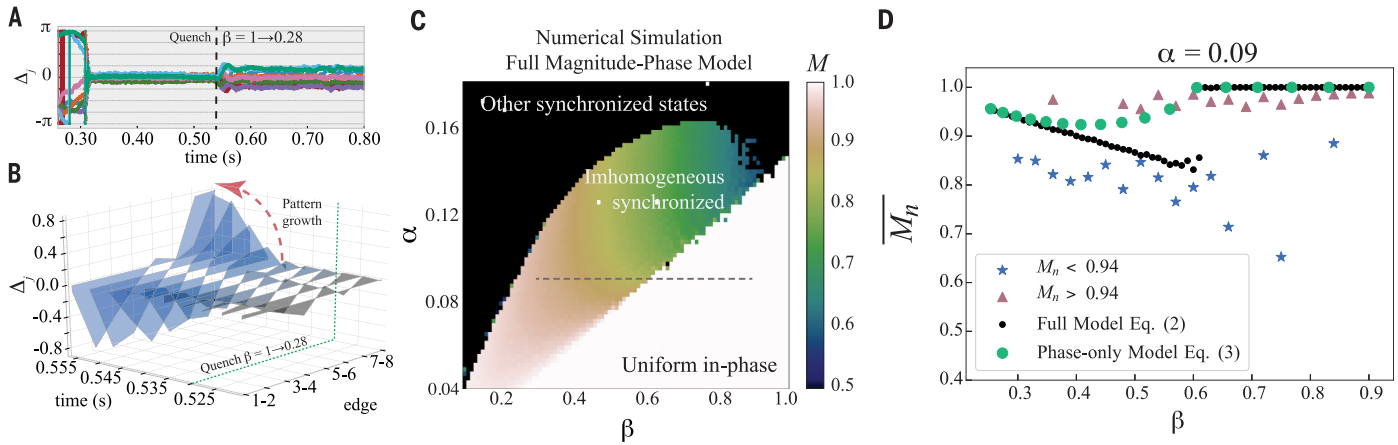 A
π
0
-π
Δj
Quench β = 1→0.28
0.30 0.40 0.50 0.60 0.70 0.80
time (s)
B
0.8
0.4
0.0
-0.4
-0.8
Δj
Pattern
growth
Quench β = 1→0.28
0.555
0.545
0.535
0.525
time (s)
1-2
3-4
5-6
7-8
edge
C
Numerical Simulation
Full Magnitude-Phase Model
M
Other synchronized states
Imhomogeneous
synchronized
Uniform in-phase
0.16
0.12
0.08
0.04
α
0.2 0.4 0.6 0.8 1.0
β
1.0
0.9
0.8
0.7
0.6
0.5
D
α = 0.09
1.0
0.9
0.8
0.7
0.6
0.5
0.4
Mn
Mn < 0.94
Mn > 0.94
Full Model Eq. (2)
Phase-only Model Eq. (3)
0.3 0.4 0.5 0.6 0.7 0.8 0.9
β